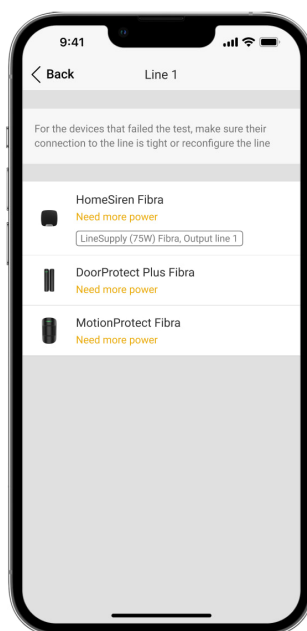 9:41
Back
Line 1
For the devices that failed the test, make sure their
connection to the line is tight or reconfigure the line
HomeSiren Fibra
Need more power
LineSupply (75W) Fibra, Output line 1
DoorProtect Plus Fibra
Need more power
MotionProtect Fibra
Need more power